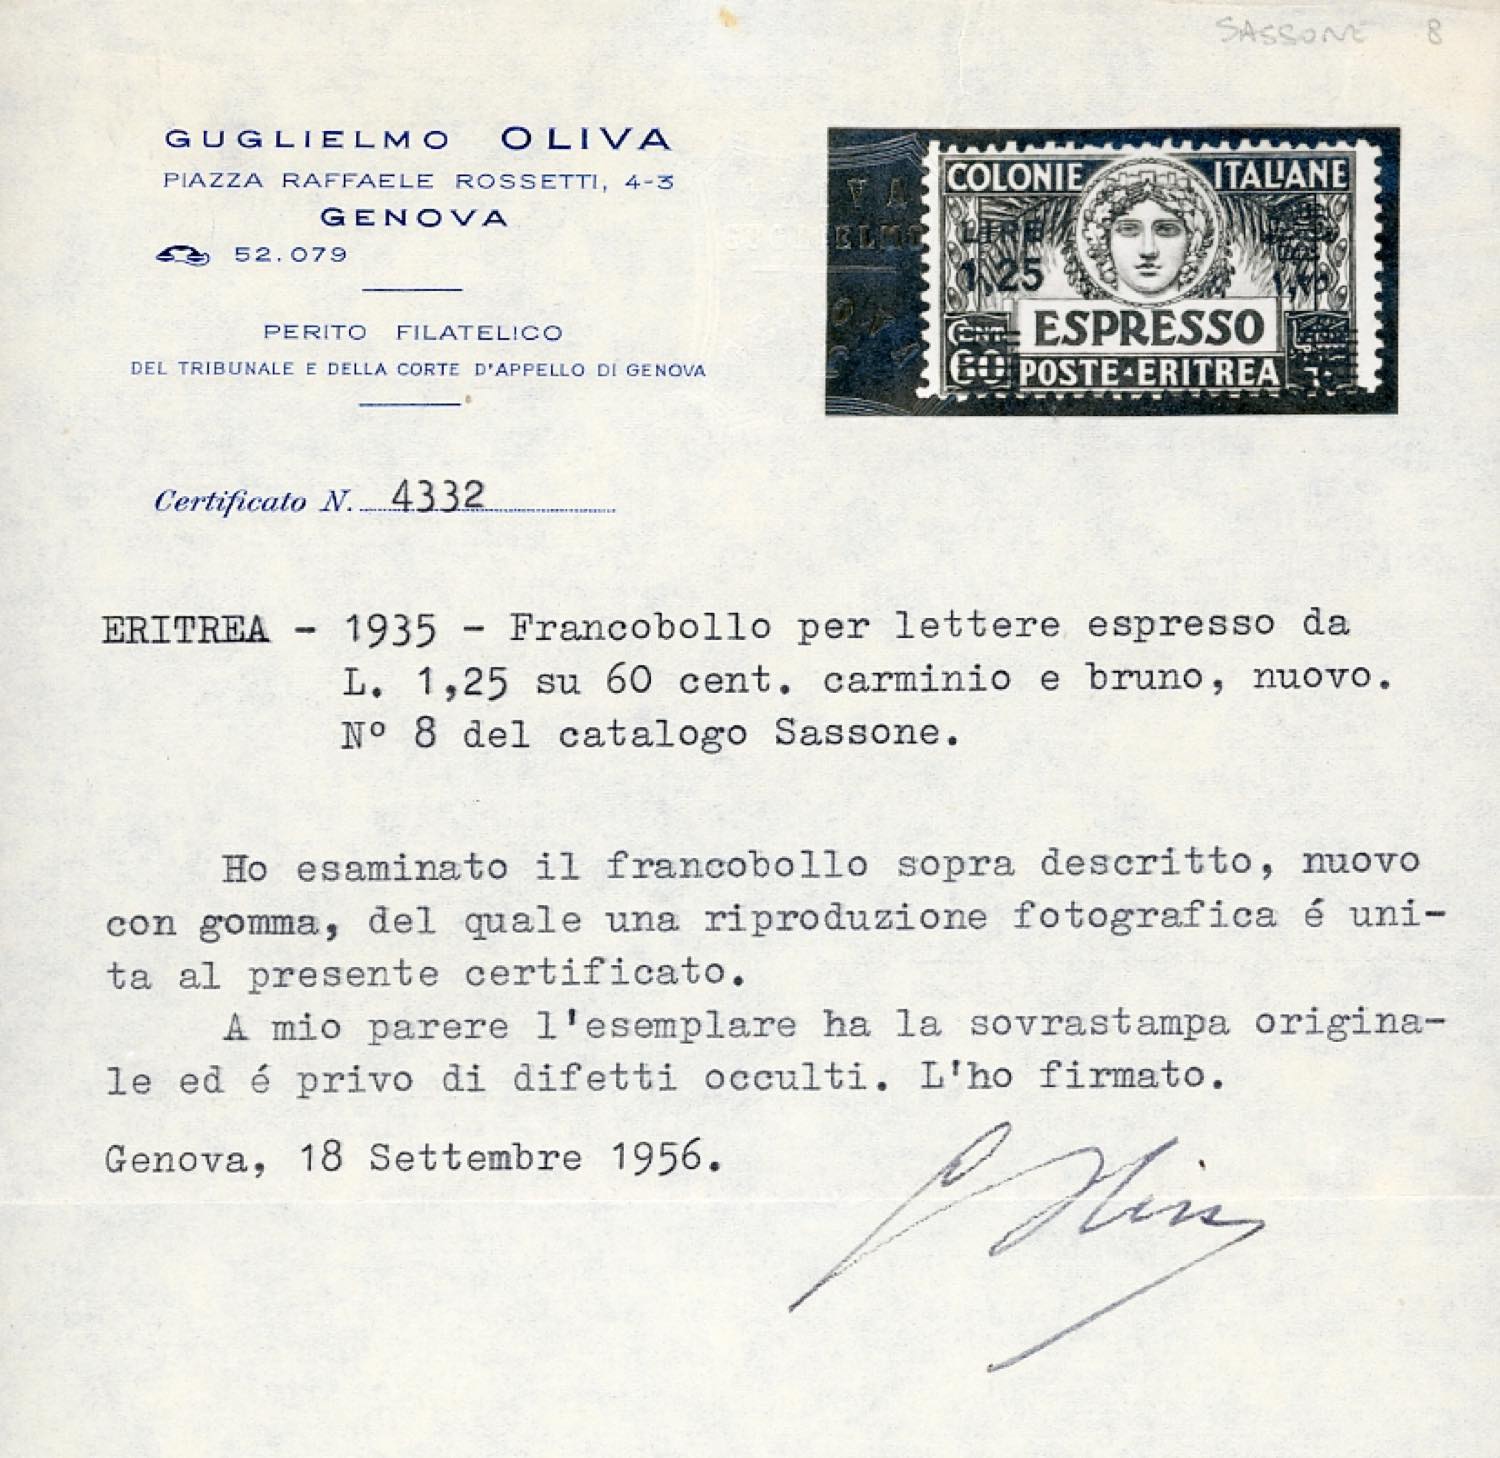 SASSONE 8
GUGLIELMO OLIVA
PIAZZA RAFFAELE ROSSETTI, 4-3
GENOVA
52.079
PERITO FILATELICO
DEL TRIBUNALE E DELLA CORTE D'APPELLO DI GENOVA
COLONIE ITALIANE
LIRE
1,25
ESPRESSO
CENT.
60 POSTE·ERITREA
Certificato N. 4332
ERITREA - 1935 - Francobollo per lettere espresso da
L. 1,25 su 60 cent. carminio e bruno, nuovo.
Nº 8 del catalogo Sassone.
Ho esaminato il francobollo sopra descritto, nuovo
con gomma, del quale una riproduzione fotografica é uni-
ta al presente certificato.
A mio parere l'esemplare ha la sovrastampa origina-
le ed é privo di difetti occulti. L'ho firmato.
Genova, 18 Settembre 1956.